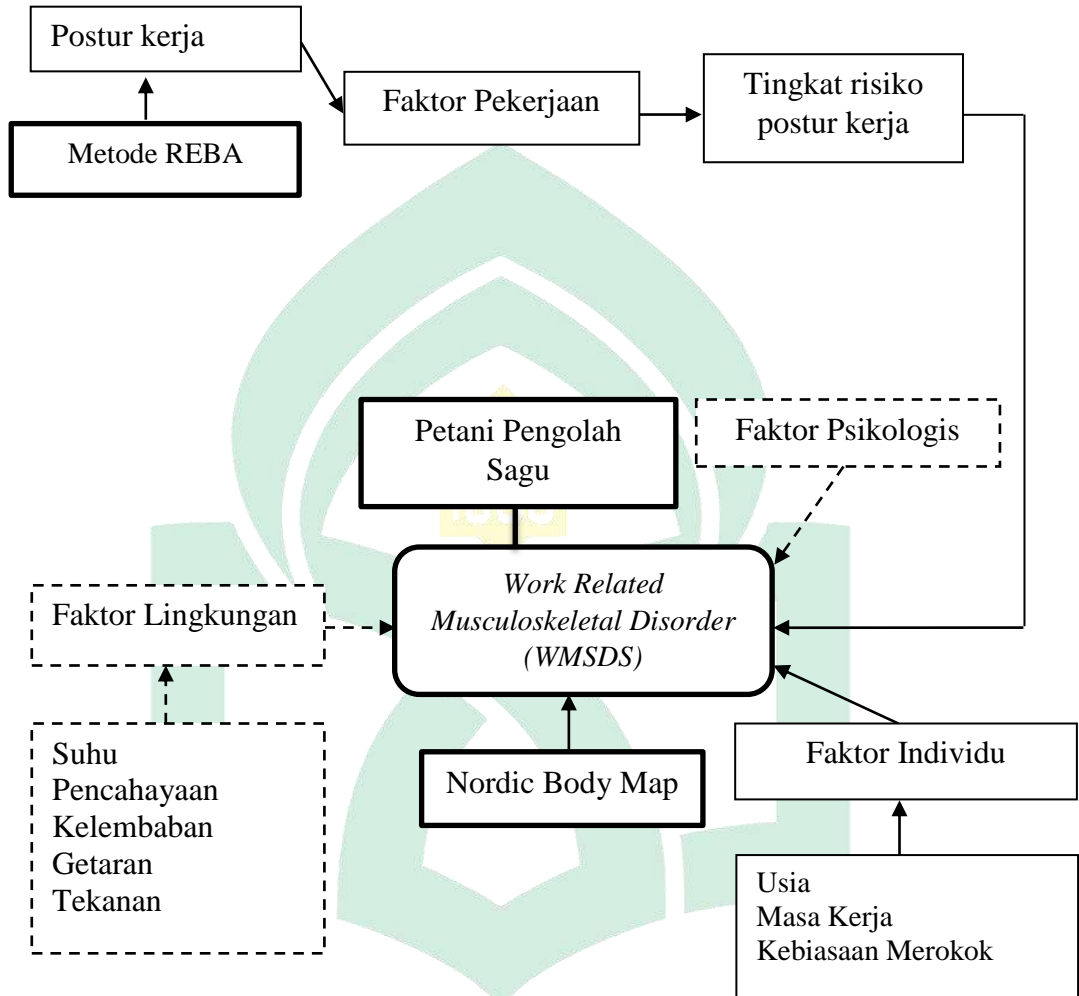 Postur kerja
Metode REBA
Faktor Pekerjaan
Tingkat risiko
postur kerja
Petani Pengolah
Sagu
Faktor Psikologis
Work Related
Musculoskeletal Disorder
(WMSDS)
Faktor Lingkungan
Suhu
Pencahayaan
Kelembaban
Getaran
Tekanan
Nordic Body Map
Faktor Individu
Usia
Masa Kerja
Kebiasaan Merokok